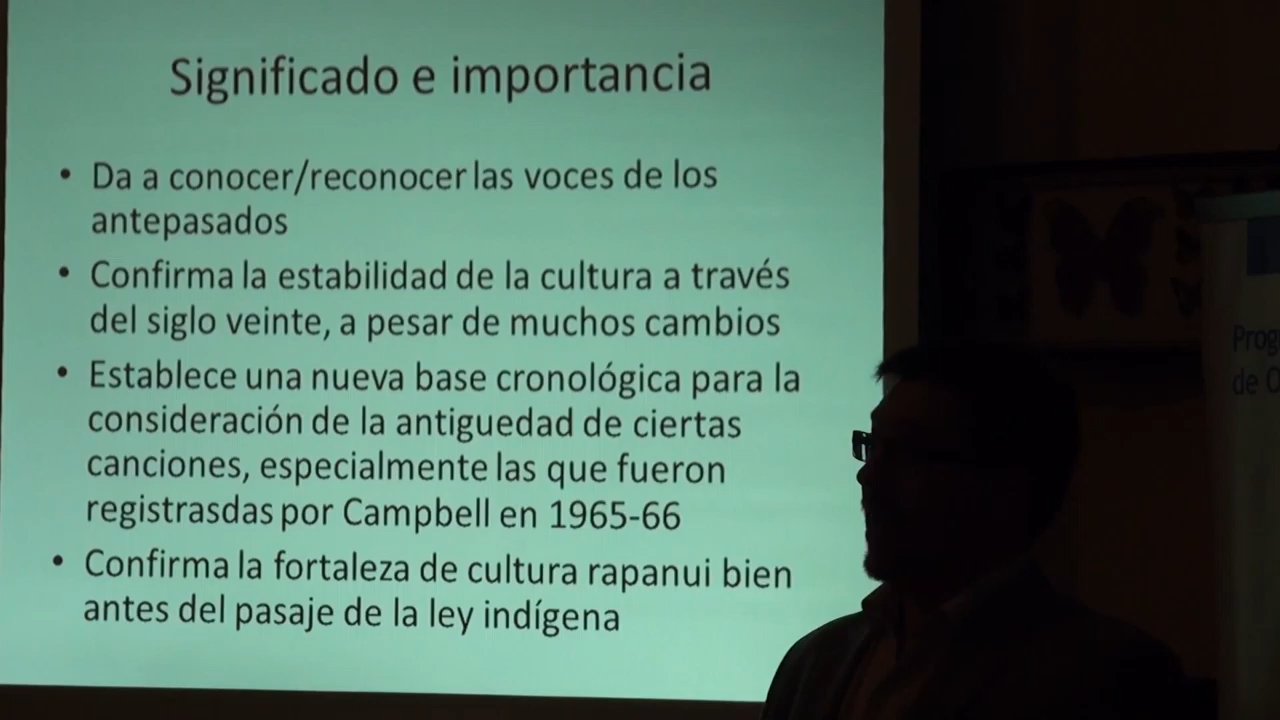 Significado e importancia
• Da a conocer/reconocer las voces de los
antepasados
• Confirma la estabilidad de la cultura a través
del siglo veinte, a pesar de muchos cambios
• Establece una nueva base cronológica para la
consideración de la antiguedad de ciertas
canciones, especialmente las que fueron
registrasdas por Campbell en 1965-66
• Confirma la fortaleza de cultura rapanui bien
antes del pasaje de la ley indígena
Prog
de